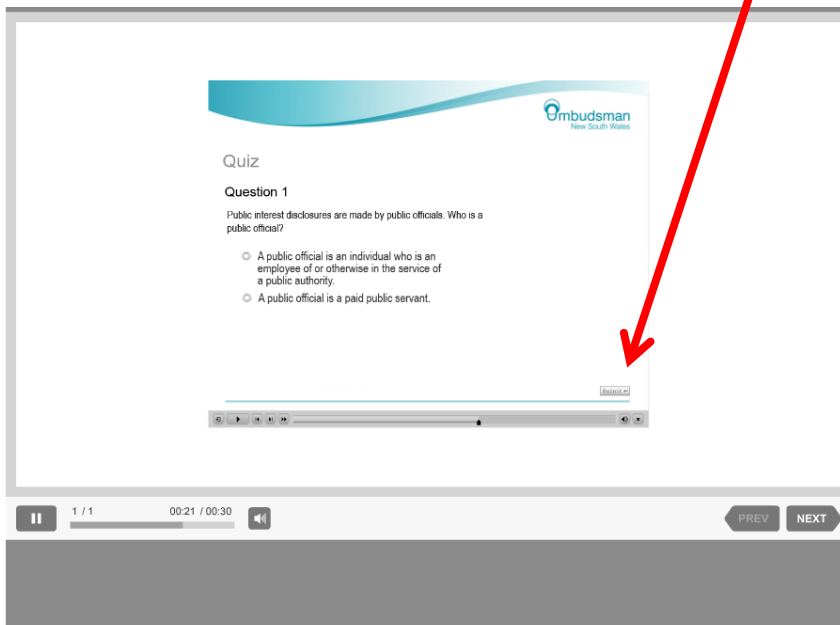 Ombudsman
New South Wales
Quiz
Question 1
Public interest disclosures are made by public officials. Who is a
public official?
A public official is an individual who is an
employee of or otherwise in the service of
a public authority.
A public official is a paid public servant.
Submit
1 / 1
00:21 / 00:30
PREV
NEXT